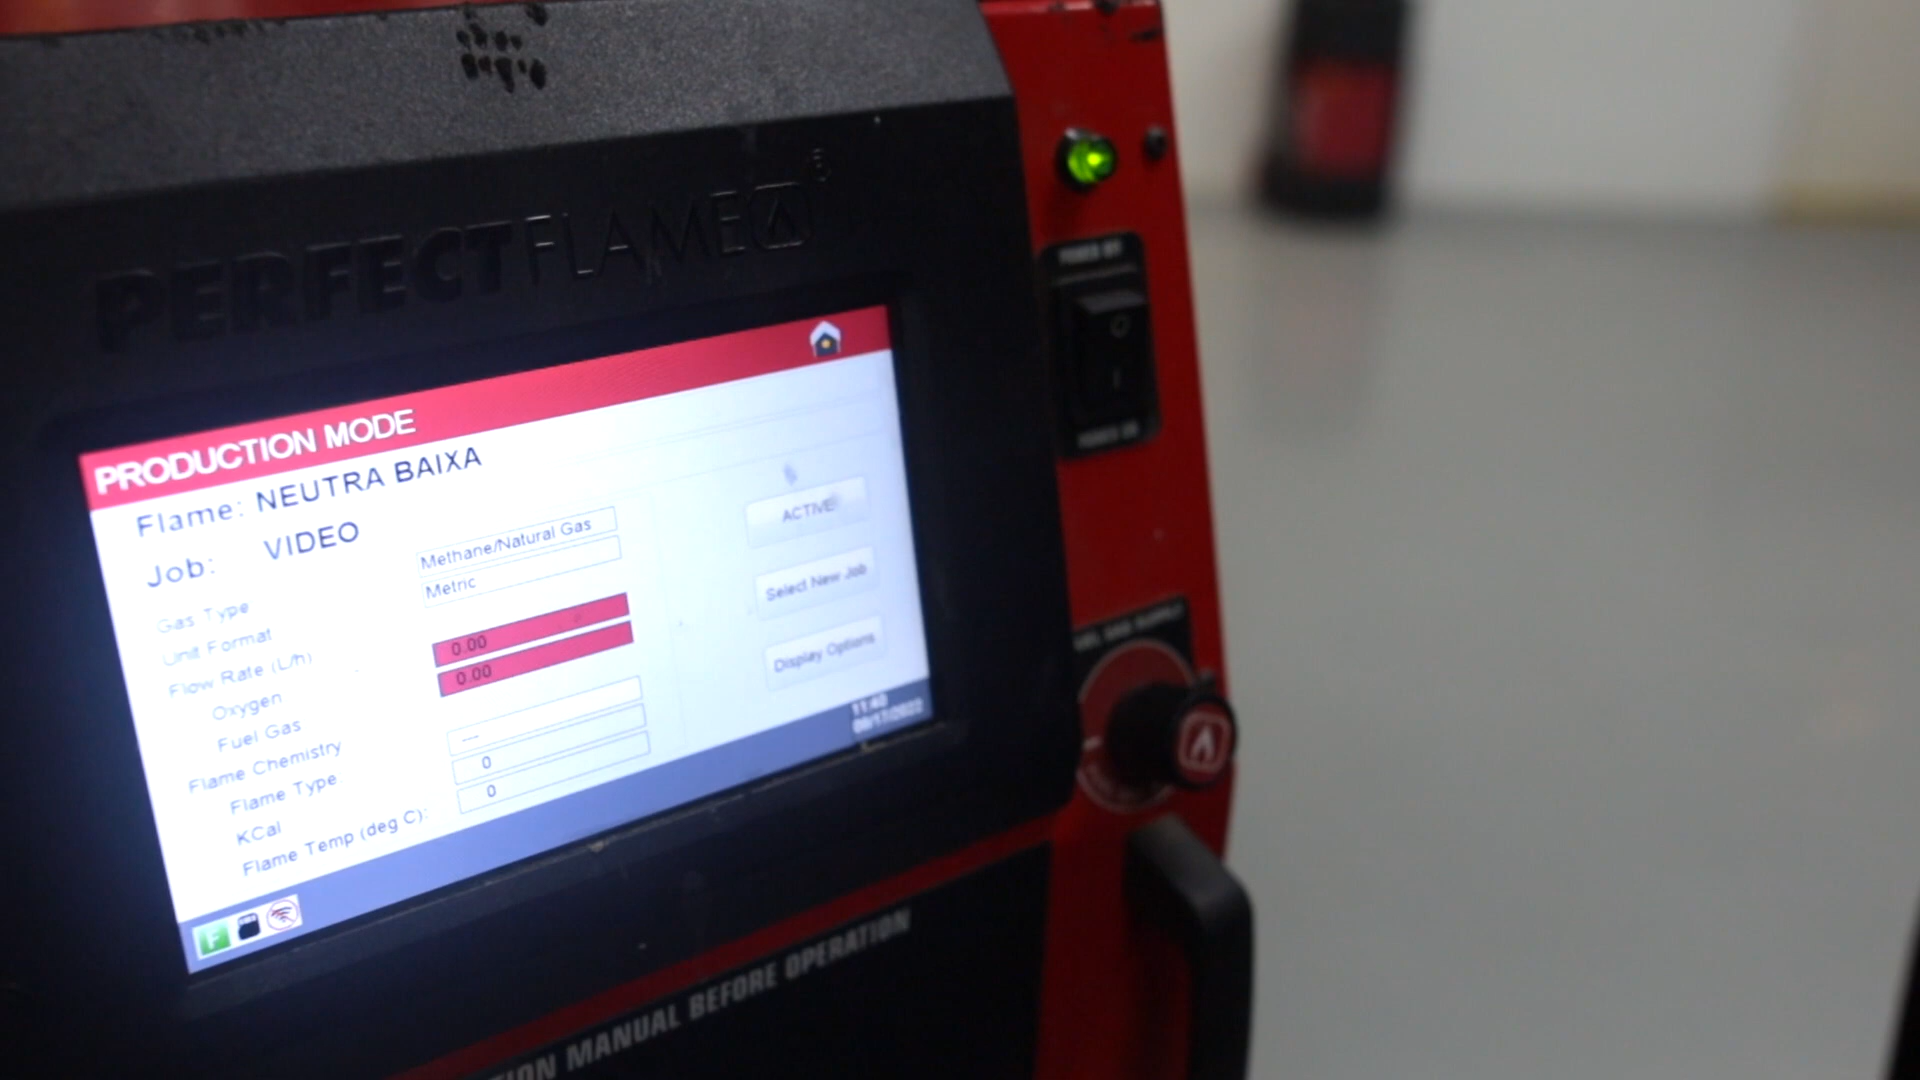 PERFECTFLAME®
PRODUCTION MODE
Flame: NEUTRA BAIXA
Job: VIDEO
Gas Type Methane/Natural Gas
Unit Format Metric
Flow Rate (L/h)
Oxygen 0.00
Fuel Gas 0.00
Flame Chemistry
Flame Type ---
KCal 0
Flame Temp (deg C): 0
ACTIVE
Select New Job
Display Options
11:40
F
MANUAL BEFORE OPERATION